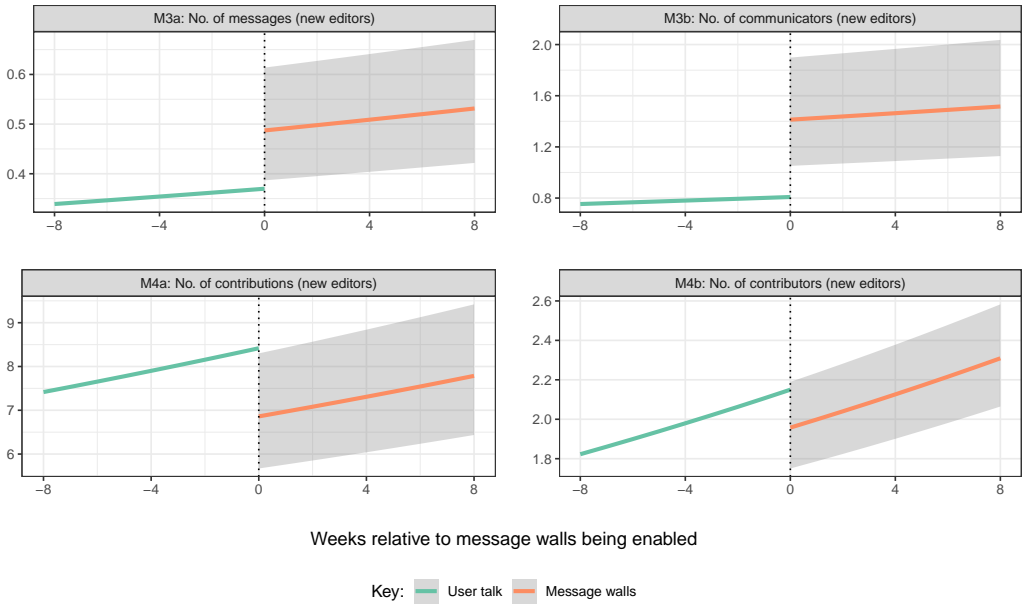 M3a: No. of messages (new editors)
0.6
0.5
0.4
−8 −4 0 4 8
M3b: No. of communicators (new editors)
2.0
1.6
1.2
0.8
−8 −4 0 4 8
M4a: No. of contributions (new editors)
9
8
7
6
−8 −4 0 4 8
M4b: No. of contributors (new editors)
2.6
2.4
2.2
2.0
1.8
−8 −4 0 4 8
Weeks relative to message walls being enabled
Key: User talk Message walls